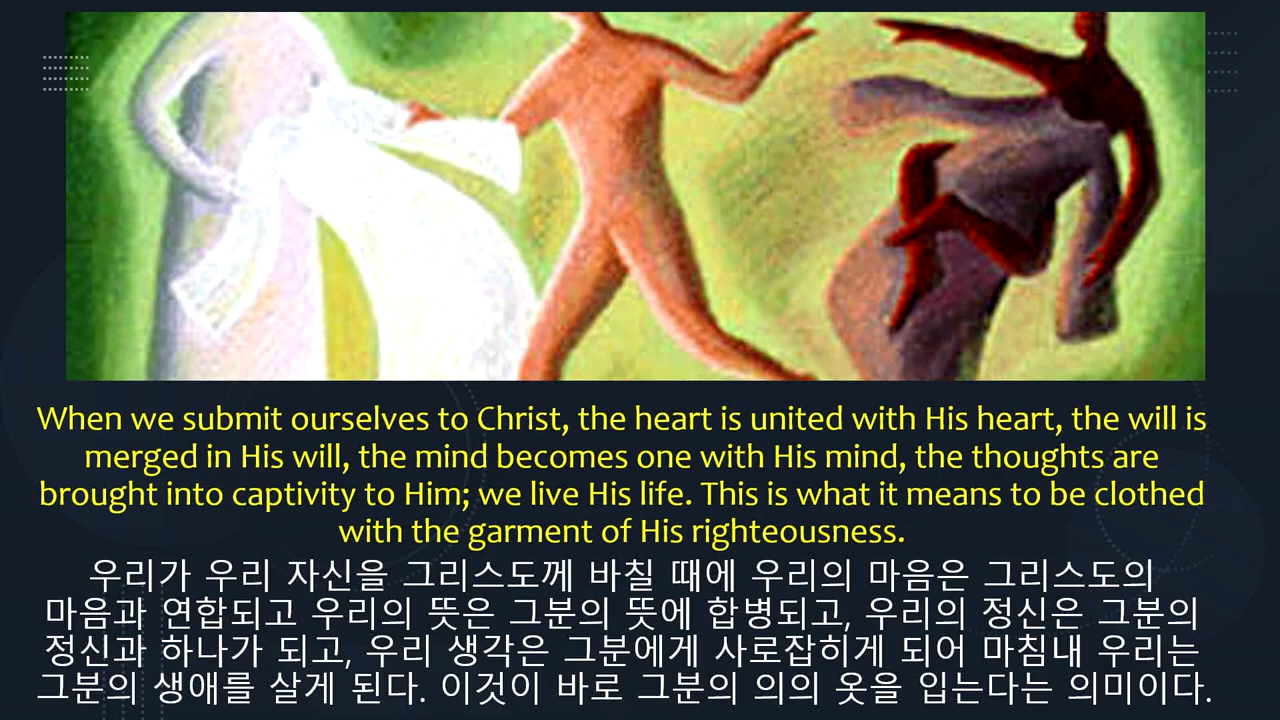 When we submit ourselves to Christ, the heart is united with His heart, the will is
merged in His will, the mind becomes one with His mind, the thoughts are
brought into captivity to Him; we live His life. This is what it means to be clothed
with the garment of His righteousness.
우리가 우리 자신을 그리스도께 바칠 때에 우리의 마음은 그리스도의
마음과 연합되고 우리의 뜻은 그분의 뜻에 합병되고, 우리의 정신은 그분의
정신과 하나가 되고, 우리 생각은 그분에게 사로잡히게 되어 마침내 우리는
그분의 생애를 살게 된다. 이것이 바로 그분의 의의 옷을 입는다는 의미이다.